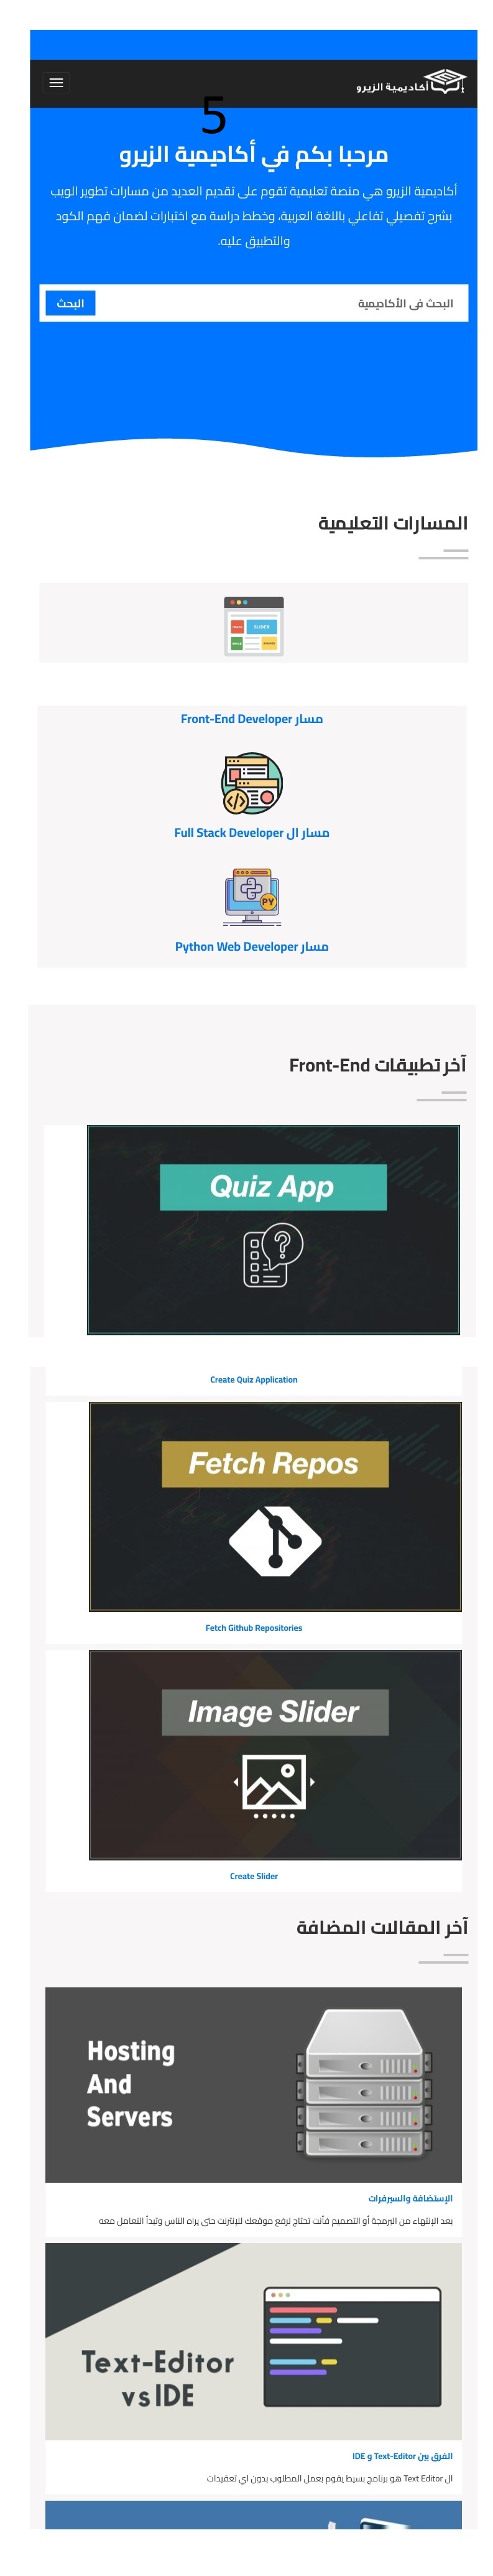 أكاديمية الزيرو
5
مرحبا بكم في أكاديمية الزيرو
أكاديمية الزيرو هي منصة تعليمية تقوم على تقديم العديد من مسارات تطوير الويب
بشرح تفصيلي تفاعلي باللغة العربية، وخطط دراسة مع اختبارات لضمان فهم الكود
والتطبيق عليه.
البحث فى الأكاديمية
البحث
المسارات التعليمية
SLIDER
مسار Front-End Developer
مسار ال Full Stack Developer
PY
مسار Python Web Developer
آخر تطبيقات Front-End
Quiz App
Create Quiz Application
Fetch Repos
Fetch Github Repositories
Image Slider
Create Slider
آخر المقالات المضافة
Hosting
And
Servers
الإستضافة والسيرفرات
بعد الإنتهاء من البرمجة أو التصميم فأنت تحتاج لرفع موقعك للإنترنت حتى يراه الناس وتبدأ التعامل معه
Text-Editor
vs IDE
الفرق بين Text-Editor و IDE
ال Text Editor هو برنامج بسيط يقوم بعمل المطلوب بدون اي تعقيدات